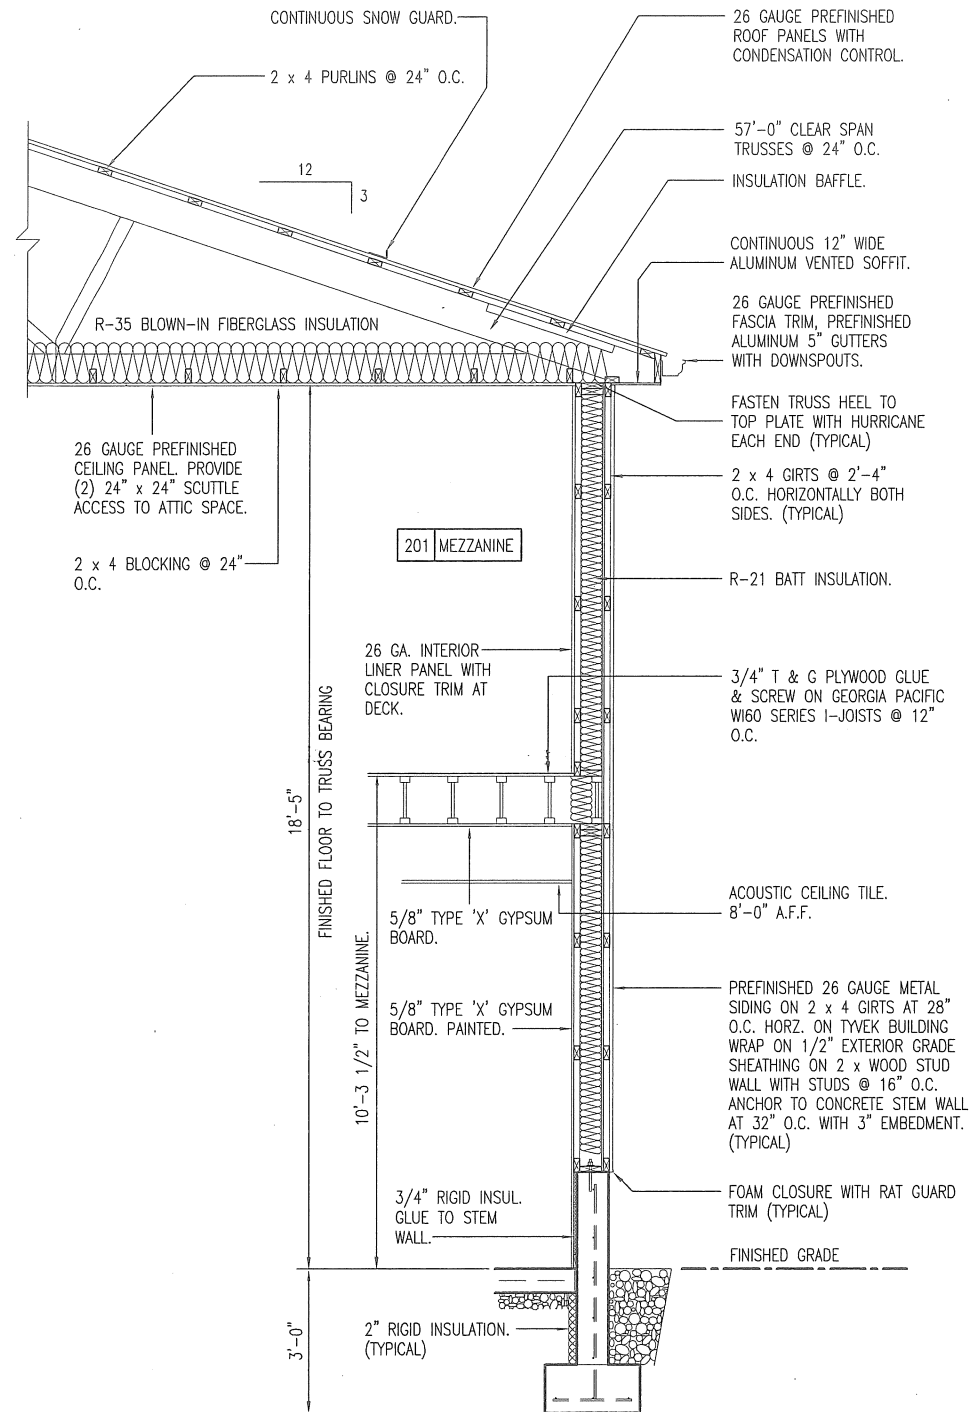 CONTINUOUS SNOW GUARD.
2 x 4 PURLINS @ 24" O.C.
26 GAUGE PREFINISHED
ROOF PANELS WITH
CONDENSATION CONTROL.
12
3
57'-0" CLEAR SPAN
TRUSSES @ 24" O.C.
INSULATION BAFFLE.
CONTINUOUS 12" WIDE
ALUMINUM VENTED SOFFIT.
R-35 BLOWN-IN FIBERGLASS INSULATION
26 GAUGE PREFINISHED
FASCIA TRIM, PREFINISHED
ALUMINUM 5" GUTTERS
WITH DOWNSPOUTS.
FASTEN TRUSS HEEL TO
TOP PLATE WITH HURRICANE
EACH END (TYPICAL)
26 GAUGE PREFINISHED
CEILING PANEL. PROVIDE
(2) 24" x 24" SCUTTLE
ACCESS TO ATTIC SPACE.
2 x 4 GIRTS @ 2'-4"
O.C. HORIZONTALLY BOTH
SIDES. (TYPICAL)
201 MEZZANINE
2 x 4 BLOCKING @ 24"
O.C.
R-21 BATT INSULATION.
26 GA. INTERIOR
LINER PANEL WITH
CLOSURE TRIM AT
DECK.
3/4" T & G PLYWOOD GLUE
& SCREW ON GEORGIA PACIFIC
WI60 SERIES I-JOISTS @ 12"
O.C.
18'-5"
FINISHED FLOOR TO TRUSS BEARING
10'-3 1/2" TO MEZZANINE.
5/8" TYPE 'X' GYPSUM
BOARD.
ACOUSTIC CEILING TILE.
8'-0" A.F.F.
5/8" TYPE 'X' GYPSUM
BOARD. PAINTED.
PREFINISHED 26 GAUGE METAL
SIDING ON 2 x 4 GIRTS AT 28"
O.C. HORZ. ON TYVEK BUILDING
WRAP ON 1/2" EXTERIOR GRADE
SHEATHING ON 2 x WOOD STUD
WALL WITH STUDS @ 16" O.C.
ANCHOR TO CONCRETE STEM WALL
AT 32" O.C. WITH 3" EMBEDMENT.
(TYPICAL)
3/4" RIGID INSUL.
GLUE TO STEM
WALL.
FOAM CLOSURE WITH RAT GUARD
TRIM (TYPICAL)
FINISHED GRADE
3'-0"
2" RIGID INSULATION.
(TYPICAL)